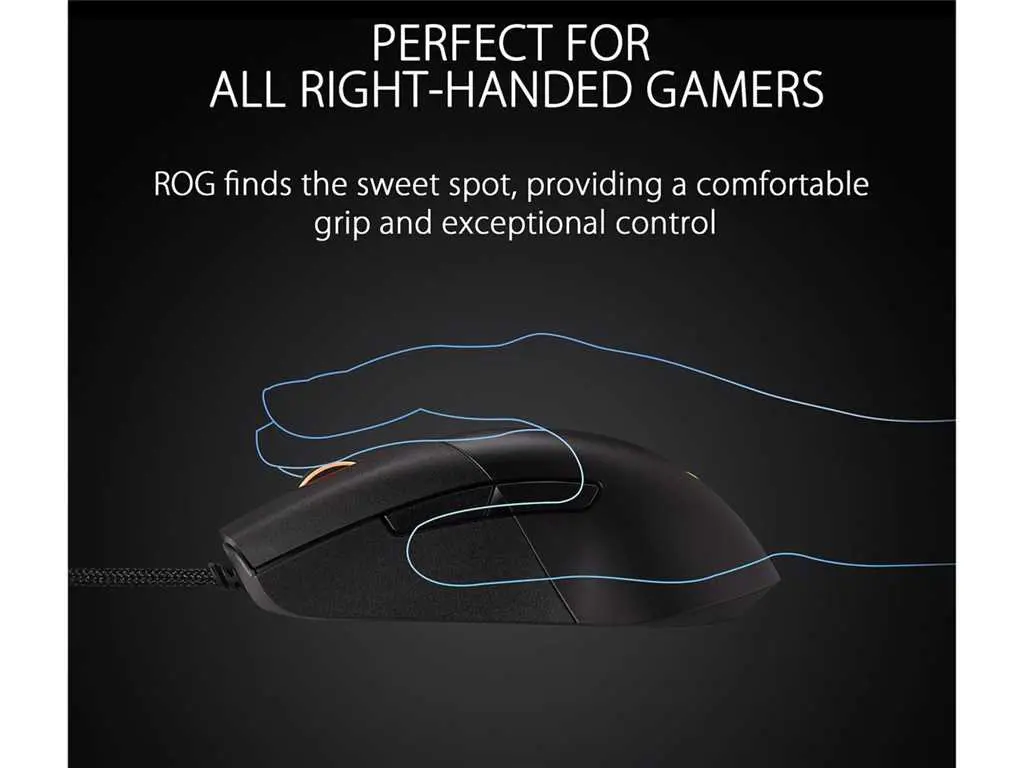 PERFECT FOR
ALL RIGHT-HANDED GAMERS
ROG finds the sweet spot, providing a comfortable
grip and exceptional control